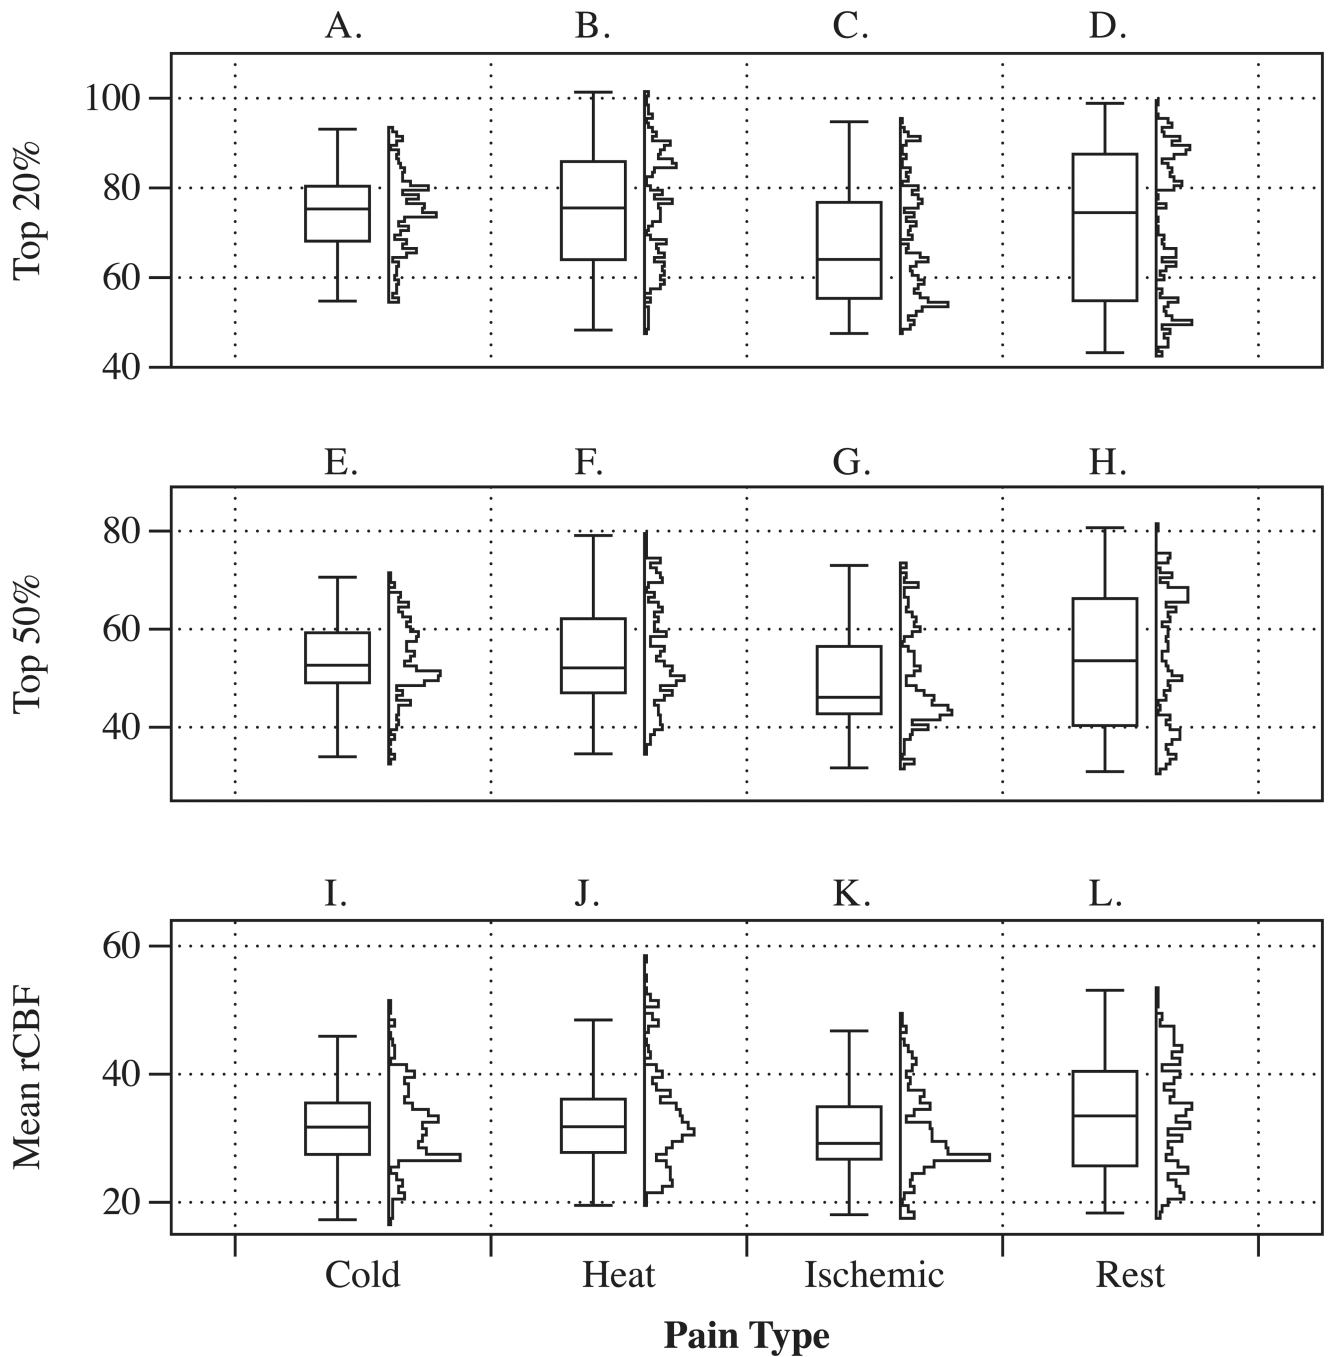 A. B. C. D.
Top 20%
100
80
60
40
E. F. G. H.
Top 50%
80
60
40
I. J. K. L.
Mean rCBF
60
40
20
Cold Heat Ischemic Rest
Pain Type